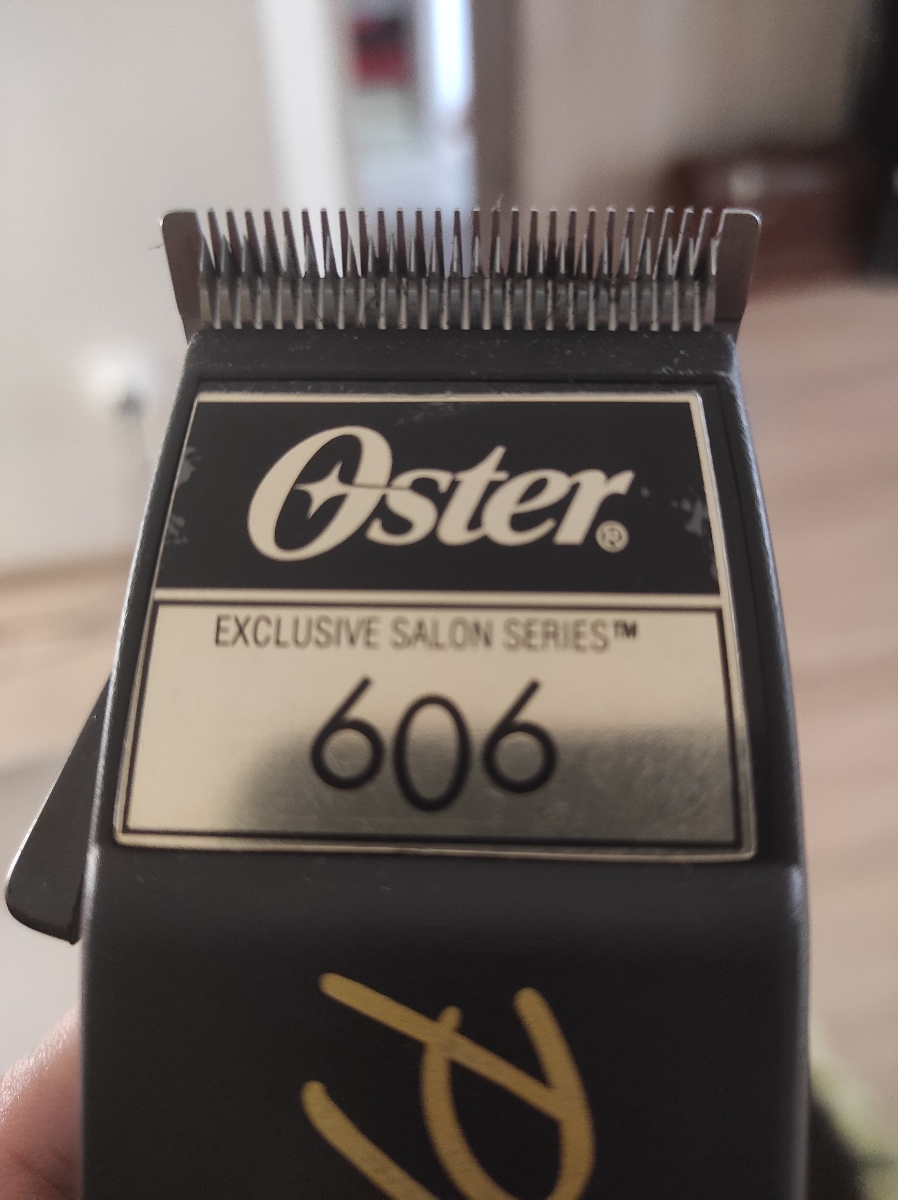 Oster®
EXCLUSIVE SALON SERIES™
606